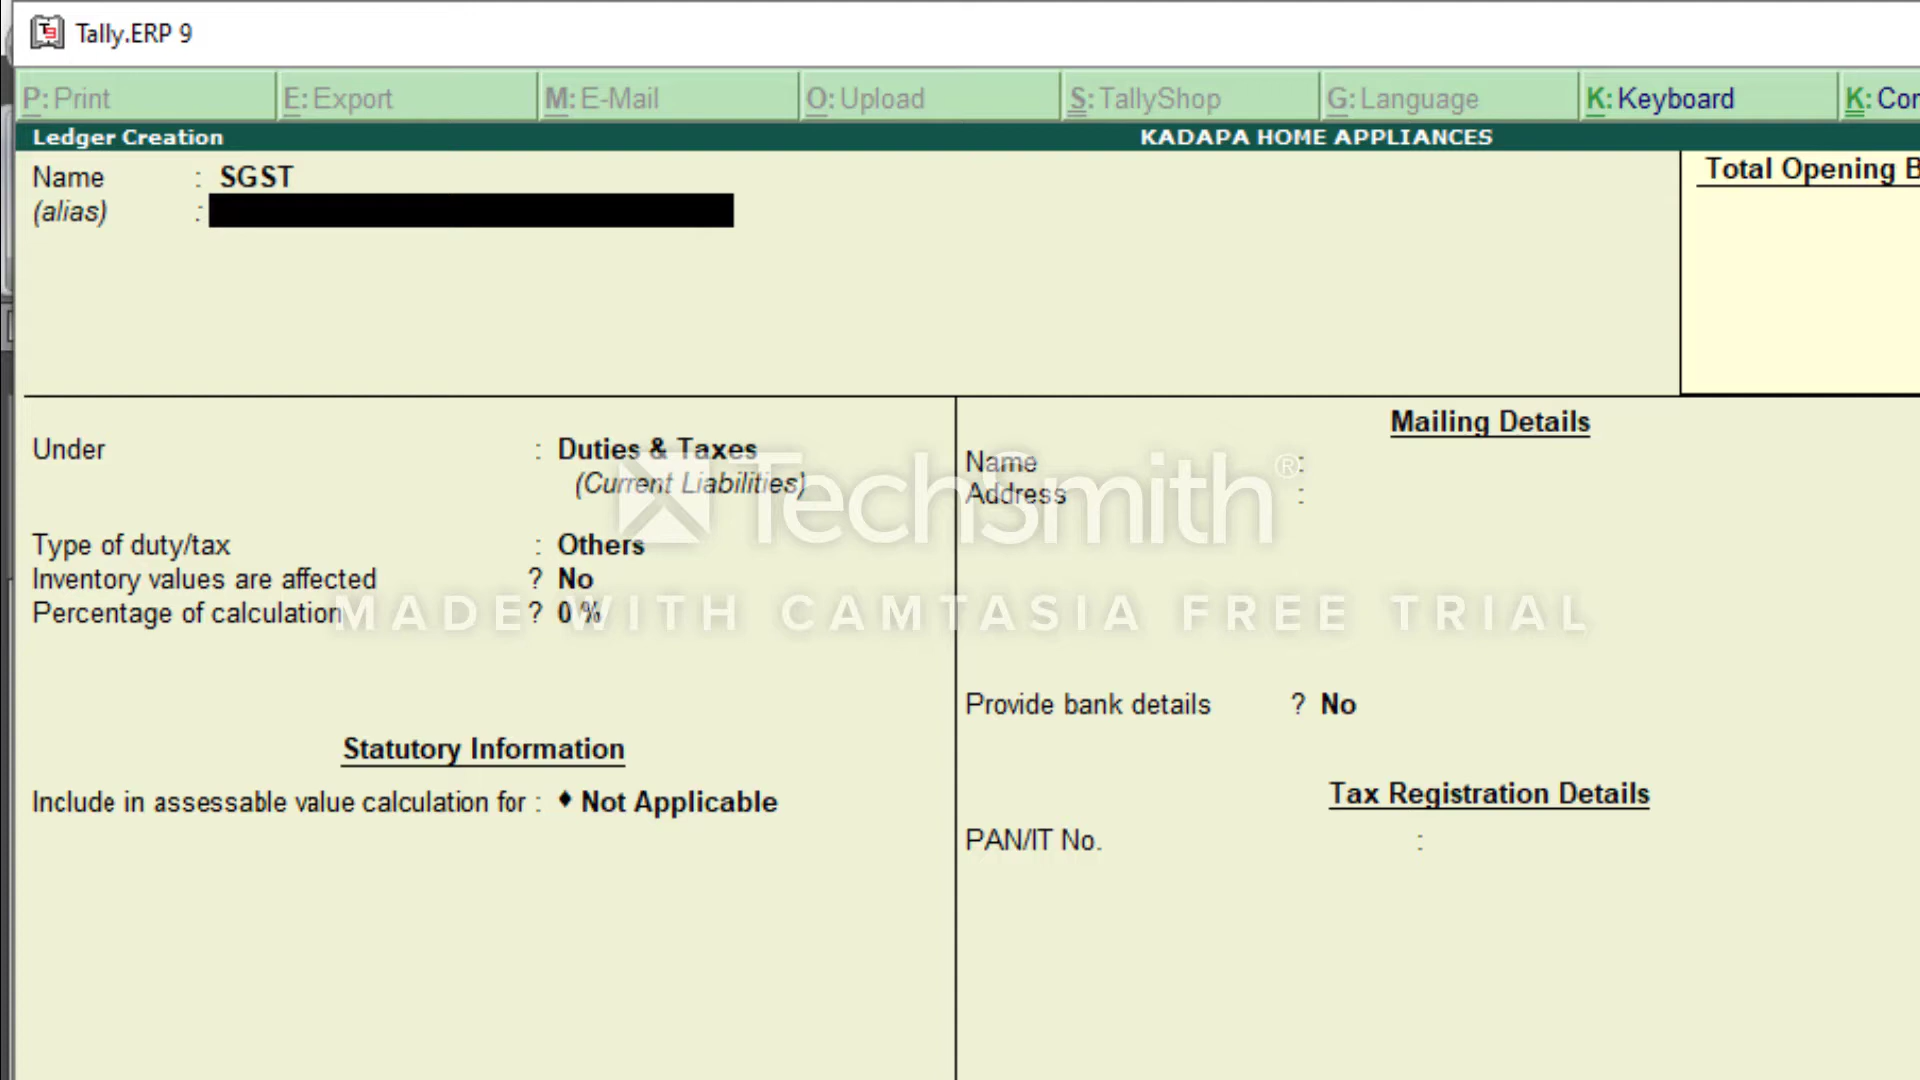 Tally.ERP 9
P: Print E: Export M: E-Mail O: Upload S: TallyShop G: Language K: Keyboard K:
Ledger Creation KADAPA HOME APPLIANCES
Name : SGST
(alias) :
Total Opening
Mailing Details
Under : Duties & Taxes
(Current Liabilities)
Name :
Address :
TechSmith®
Type of duty/tax : Others
Inventory values are affected ? No
Percentage of calculation ? 0 %
MADE WITH CAMTASIA FREE TRIAL
Provide bank details ? No
Statutory Information
Include in assessable value calculation for : ♦ Not Applicable
Tax Registration Details
PAN/IT No. :